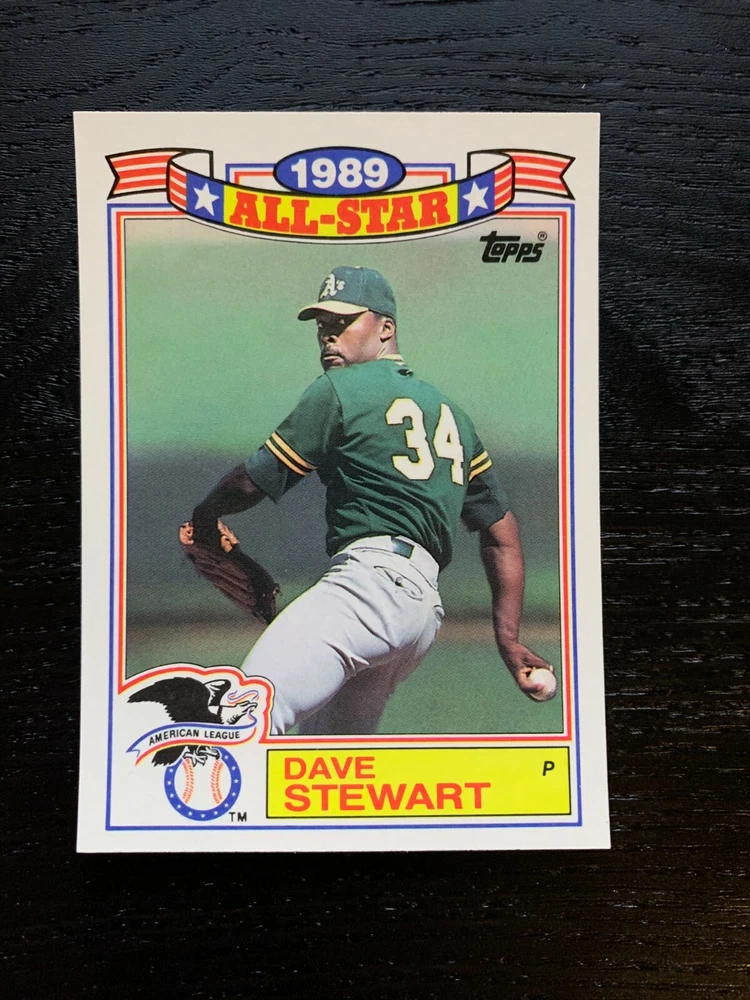 1989
ALL-STAR
topps®
A's
34
AMERICAN LEAGUE
TM
DAVE
STEWART
P